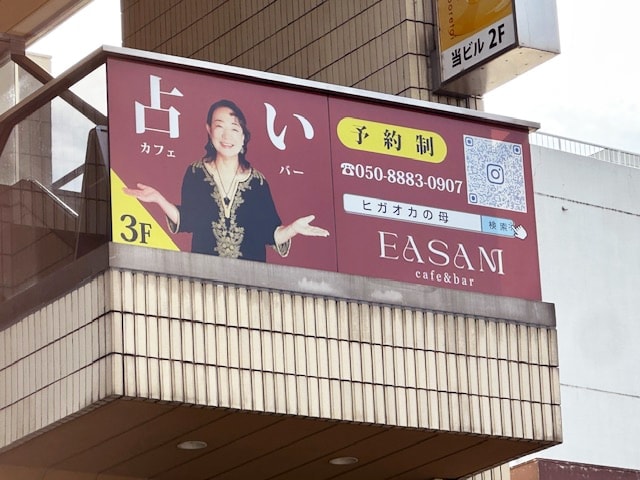 占い
カフェ
バー
3F
予約制
☎050-8883-0907
ヒガオカの母
検索
EASANI
cafe&bar
当ビル 2F